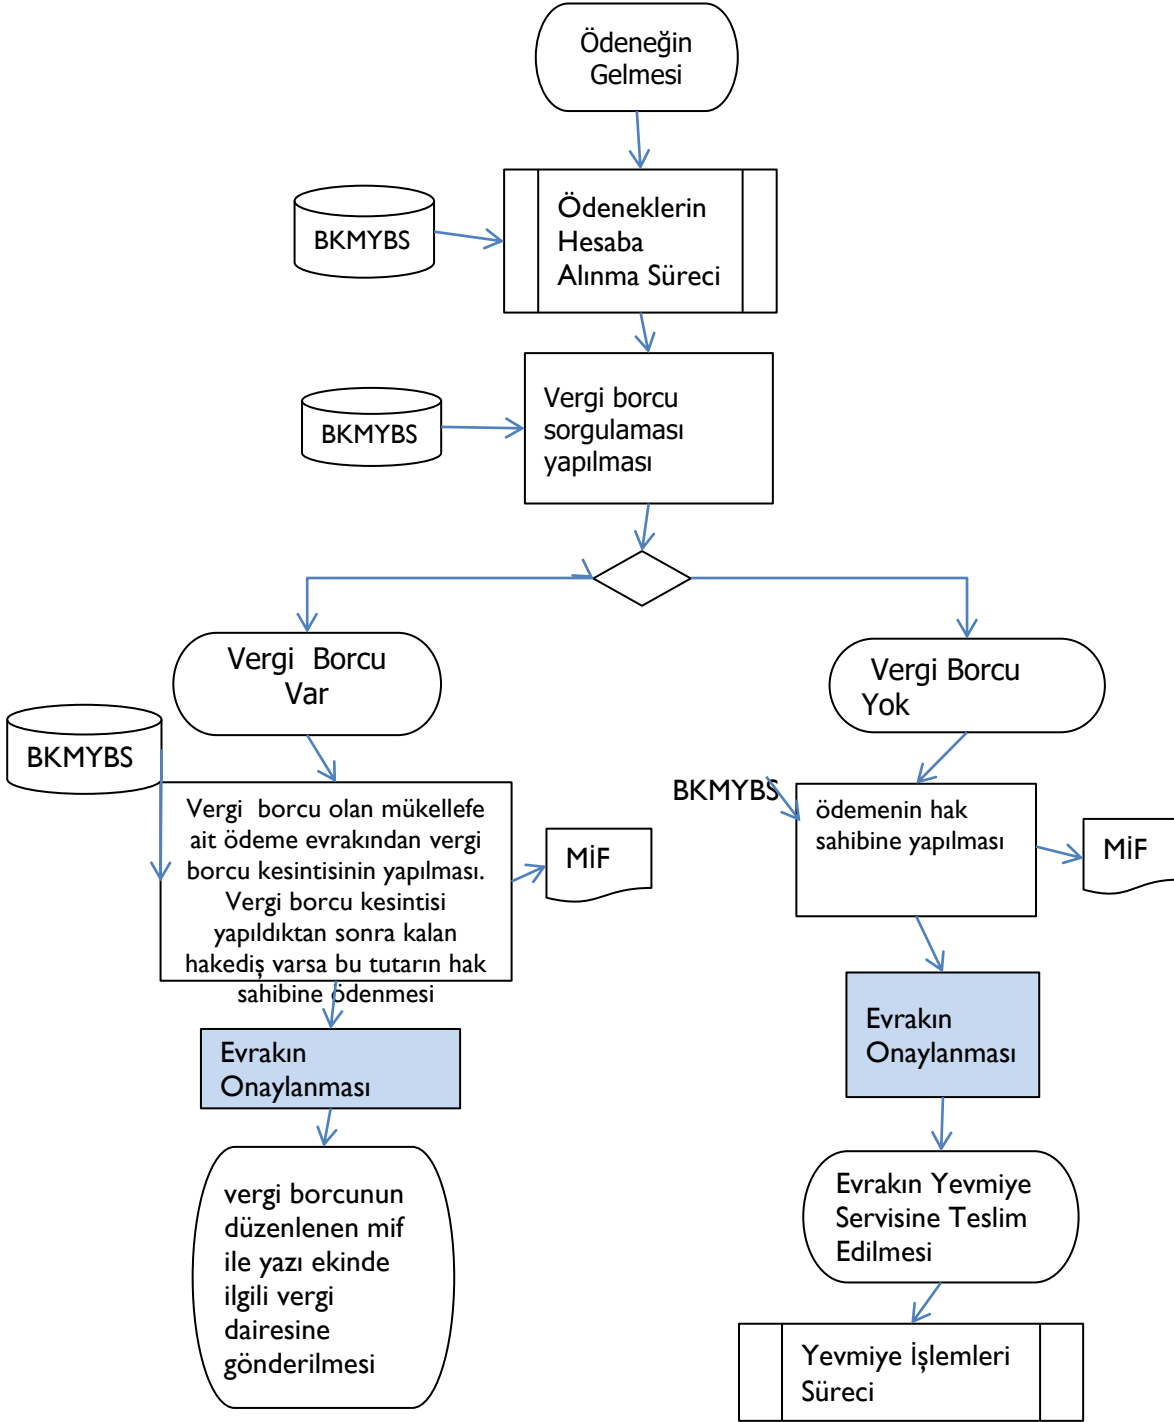 Ödeneğin
Gelmesi
BKMYBS
Ödeneklerin
Hesaba
Alınma Süreci
BKMYBS
Vergi borcu
sorgulaması
yapılması
Vergi  Borcu
Var
Vergi Borcu
Yok
BKMYBS
Vergi  borcu olan mükellefe
ait ödeme evrakından vergi
borcu kesintisinin yapılması.
Vergi borcu kesintisi
yapıldıktan sonra kalan
hakediş varsa bu tutarın hak
sahibine ödenmesi
MİF
BKMYBS
ödemenin hak
sahibine yapılması
MİF
Evrakın
Onaylanması
Evrakın
Onaylanması
vergi borcunun
düzenlenen mif
ile yazı ekinde
ilgili vergi
dairesine
gönderilmesi
Evrakın Yevmiye
Servisine Teslim
Edilmesi
Yevmiye İşlemleri
Süreci